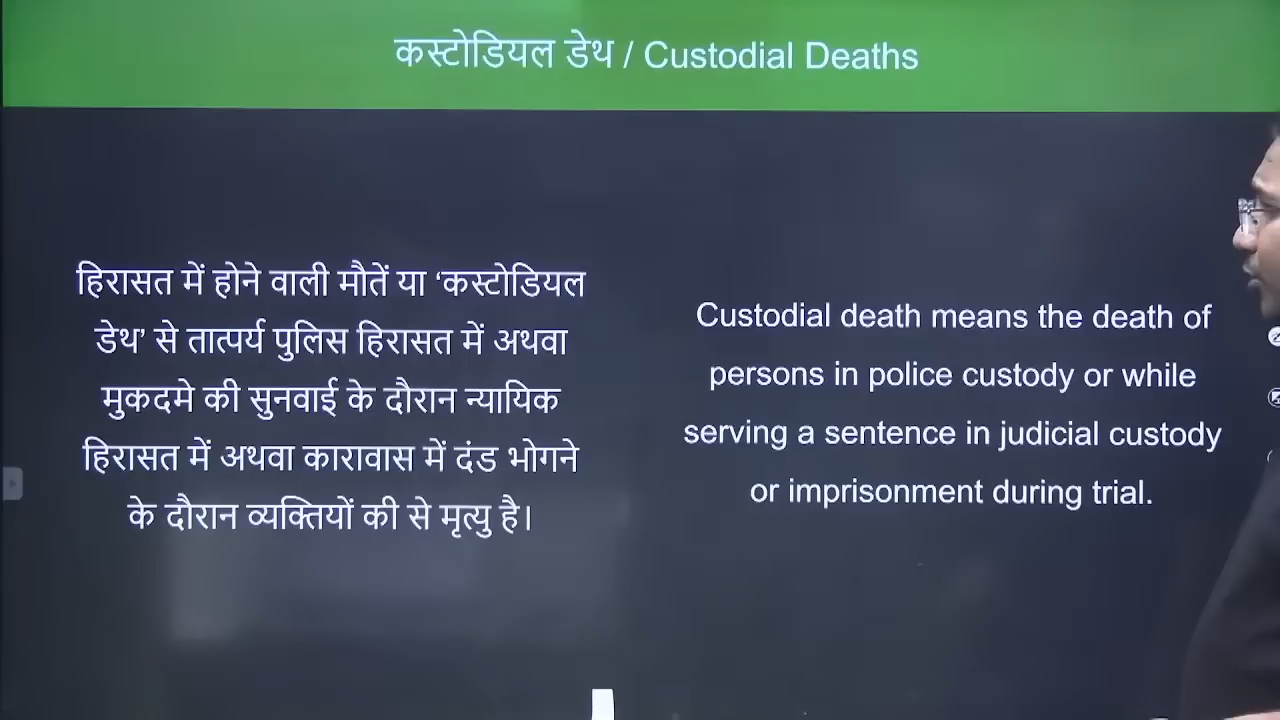 कस्टोडियल डेथ / Custodial Deaths
हिरासत में होने वाली मौतें या ‘कस्टोडियल
डेथ’ से तात्पर्य पुलिस हिरासत में अथवा
मुकदमे की सुनवाई के दौरान न्यायिक
हिरासत में अथवा कारावास में दंड भोगने
के दौरान व्यक्तियों की से मृत्यु है।
Custodial death means the death of
persons in police custody or while
serving a sentence in judicial custody
or imprisonment during trial.